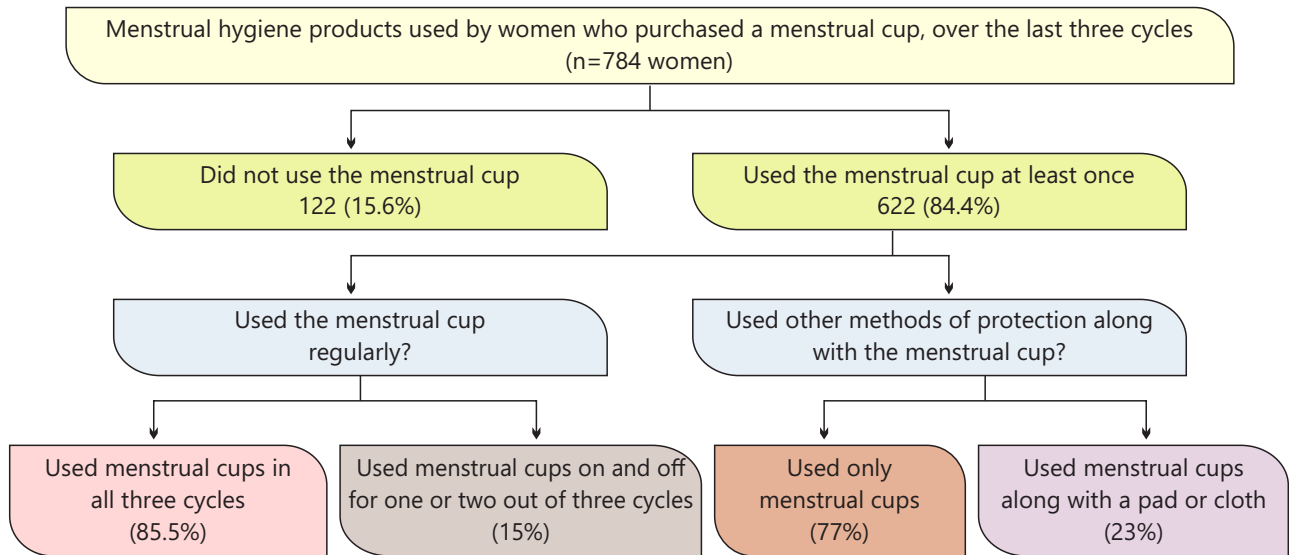 Menstrual hygiene products used by women who purchased a menstrual cup, over the last three cycles
(n=784 women)
Did not use the menstrual cup
122 (15.6%)
Used the menstrual cup at least once
622 (84.4%)
Used the menstrual cup
regularly?
Used other methods of protection along
with the menstrual cup?
Used menstrual cups in
all three cycles
(85.5%)
Used menstrual cups on and off
for one or two out of three cycles
(15%)
Used only
menstrual cups
(77%)
Used menstrual cups
along with a pad or cloth
(23%)